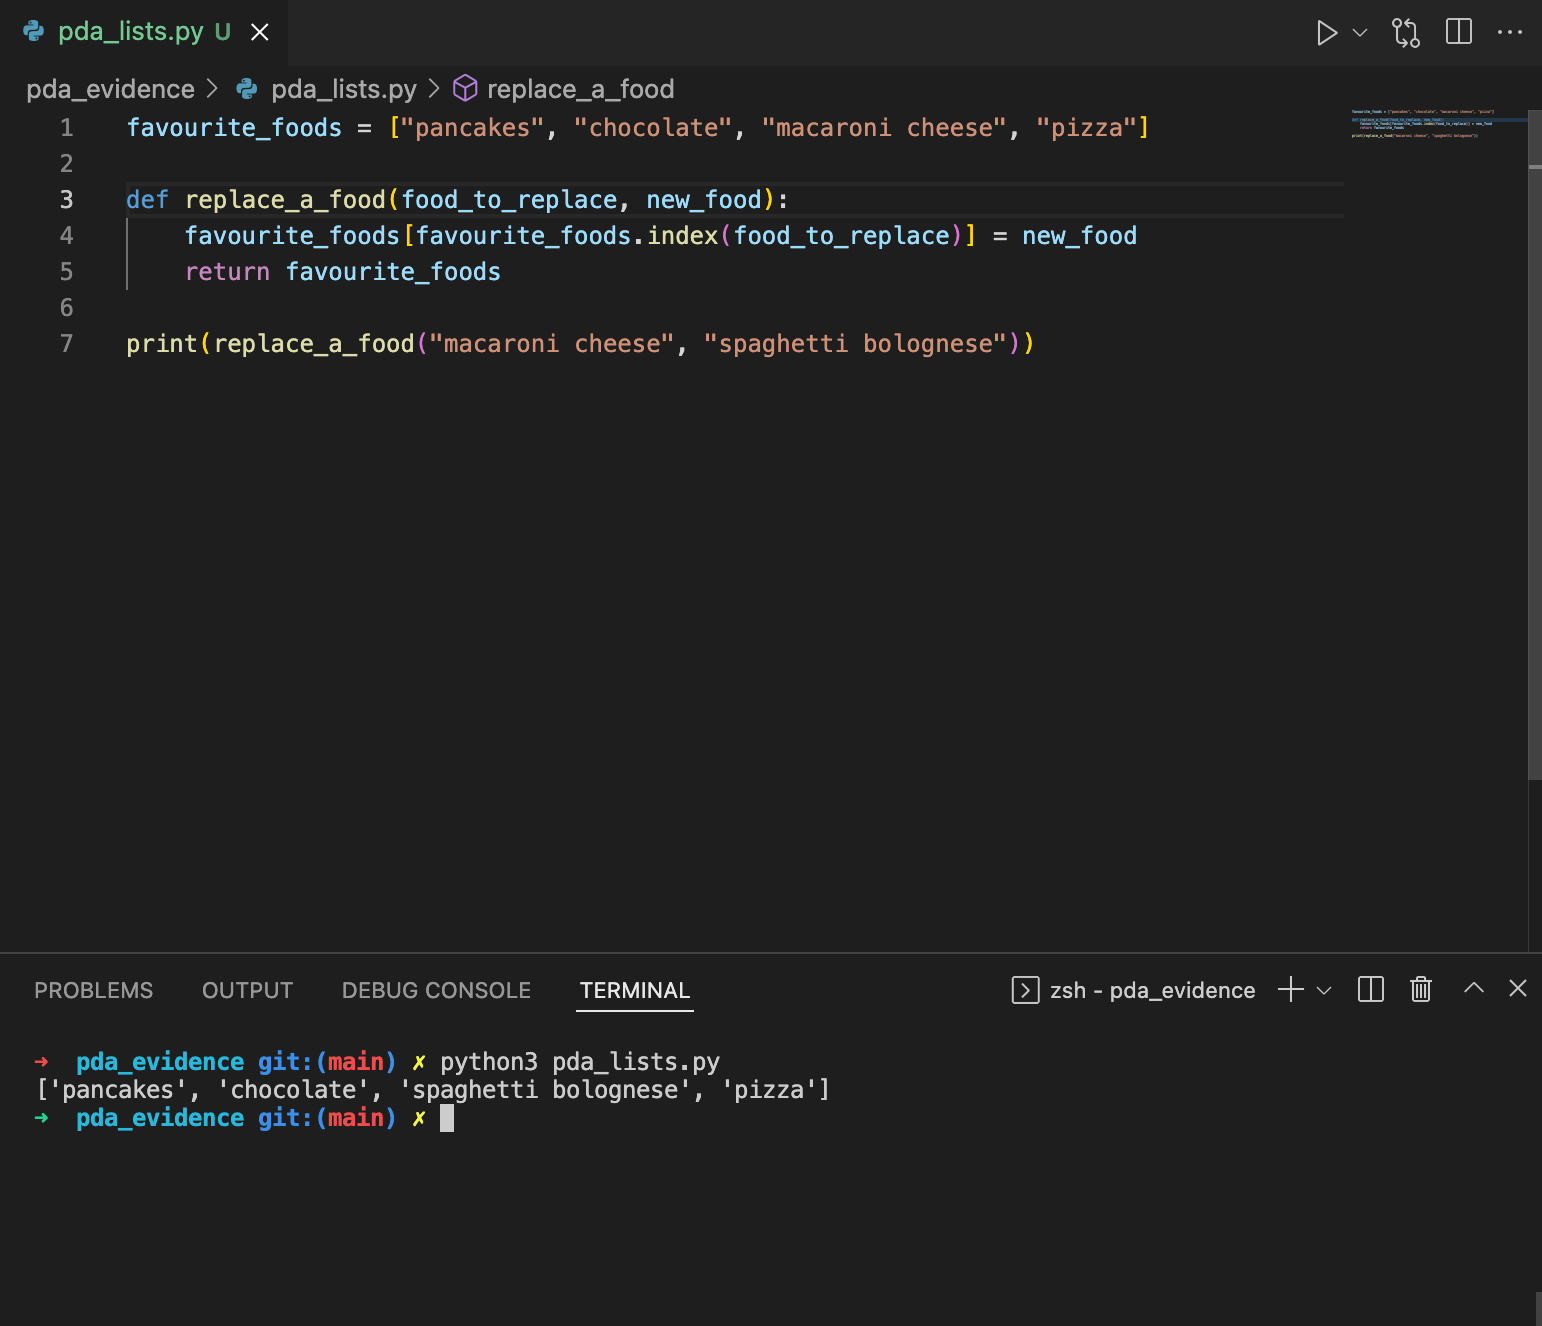 pda_lists.py U
pda_evidence > pda_lists.py > replace_a_food
1 favourite_foods = ["pancakes", "chocolate", "macaroni cheese", "pizza"]
2
3 def replace_a_food(food_to_replace, new_food):
4     favourite_foods[favourite_foods.index(food_to_replace)] = new_food
5     return favourite_foods
6
7 print(replace_a_food("macaroni cheese", "spaghetti bolognese"))
PROBLEMS OUTPUT DEBUG CONSOLE TERMINAL zsh - pda_evidence
➜ pda_evidence git:(main) ✗ python3 pda_lists.py
['pancakes', 'chocolate', 'spaghetti bolognese', 'pizza']
➜ pda_evidence git:(main) ✗